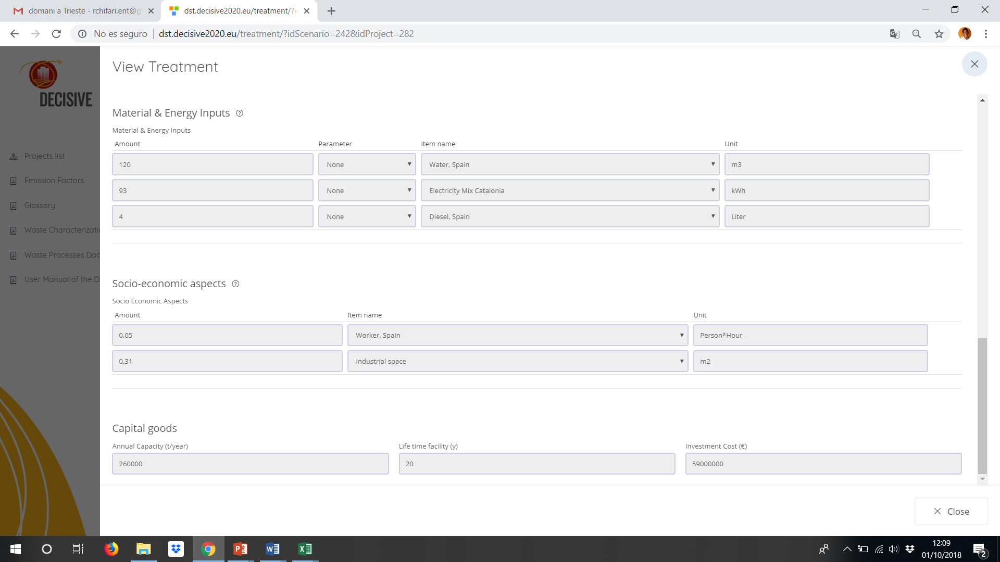 domani a Trieste - rchifari.ent@g
dst.decisive2020.eu/treatment/?i
No es seguro
dst.decisive2020.eu/treatment/?idScenario=242&idProject=282
DECISIVE
Projects list
Emission Factors
Glossary
Waste Characterizati
Waste Processes Doc
User Manual of the D
View Treatment
Material & Energy Inputs
Material & Energy Inputs
Amount Parameter Item name Unit
120 None Water, Spain m3
93 None Electricity Mix Catalonia kWh
4 None Diesel, Spain Liter
Socio-economic aspects
Socio Economic Aspects
Amount Item name Unit
0.05 Worker, Spain Person*Hour
0.31 Industrial space m2
Capital goods
Annual Capacity (t/year) Life time facility (y) Investment Cost (€)
260000 20 59000000
Close
12:09
01/10/2018
2